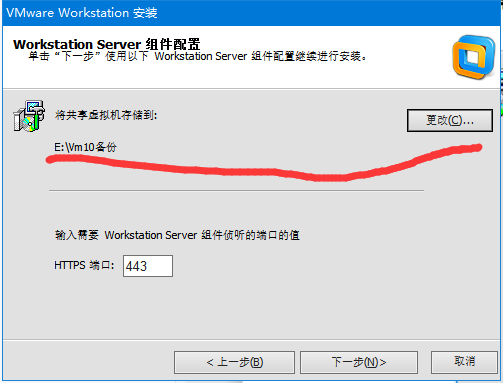 VMware Workstation 安装
Workstation Server 组件配置
单击“下一步”使用以下 Workstation Server 组件配置继续进行安装。
将共享虚拟机存储到:
更改(C)...
E:\Vm10备份
输入需要 Workstation Server 组件侦听的端口的值
HTTPS 端口: 443
< 上一步(B)
下一步(N)>
取消